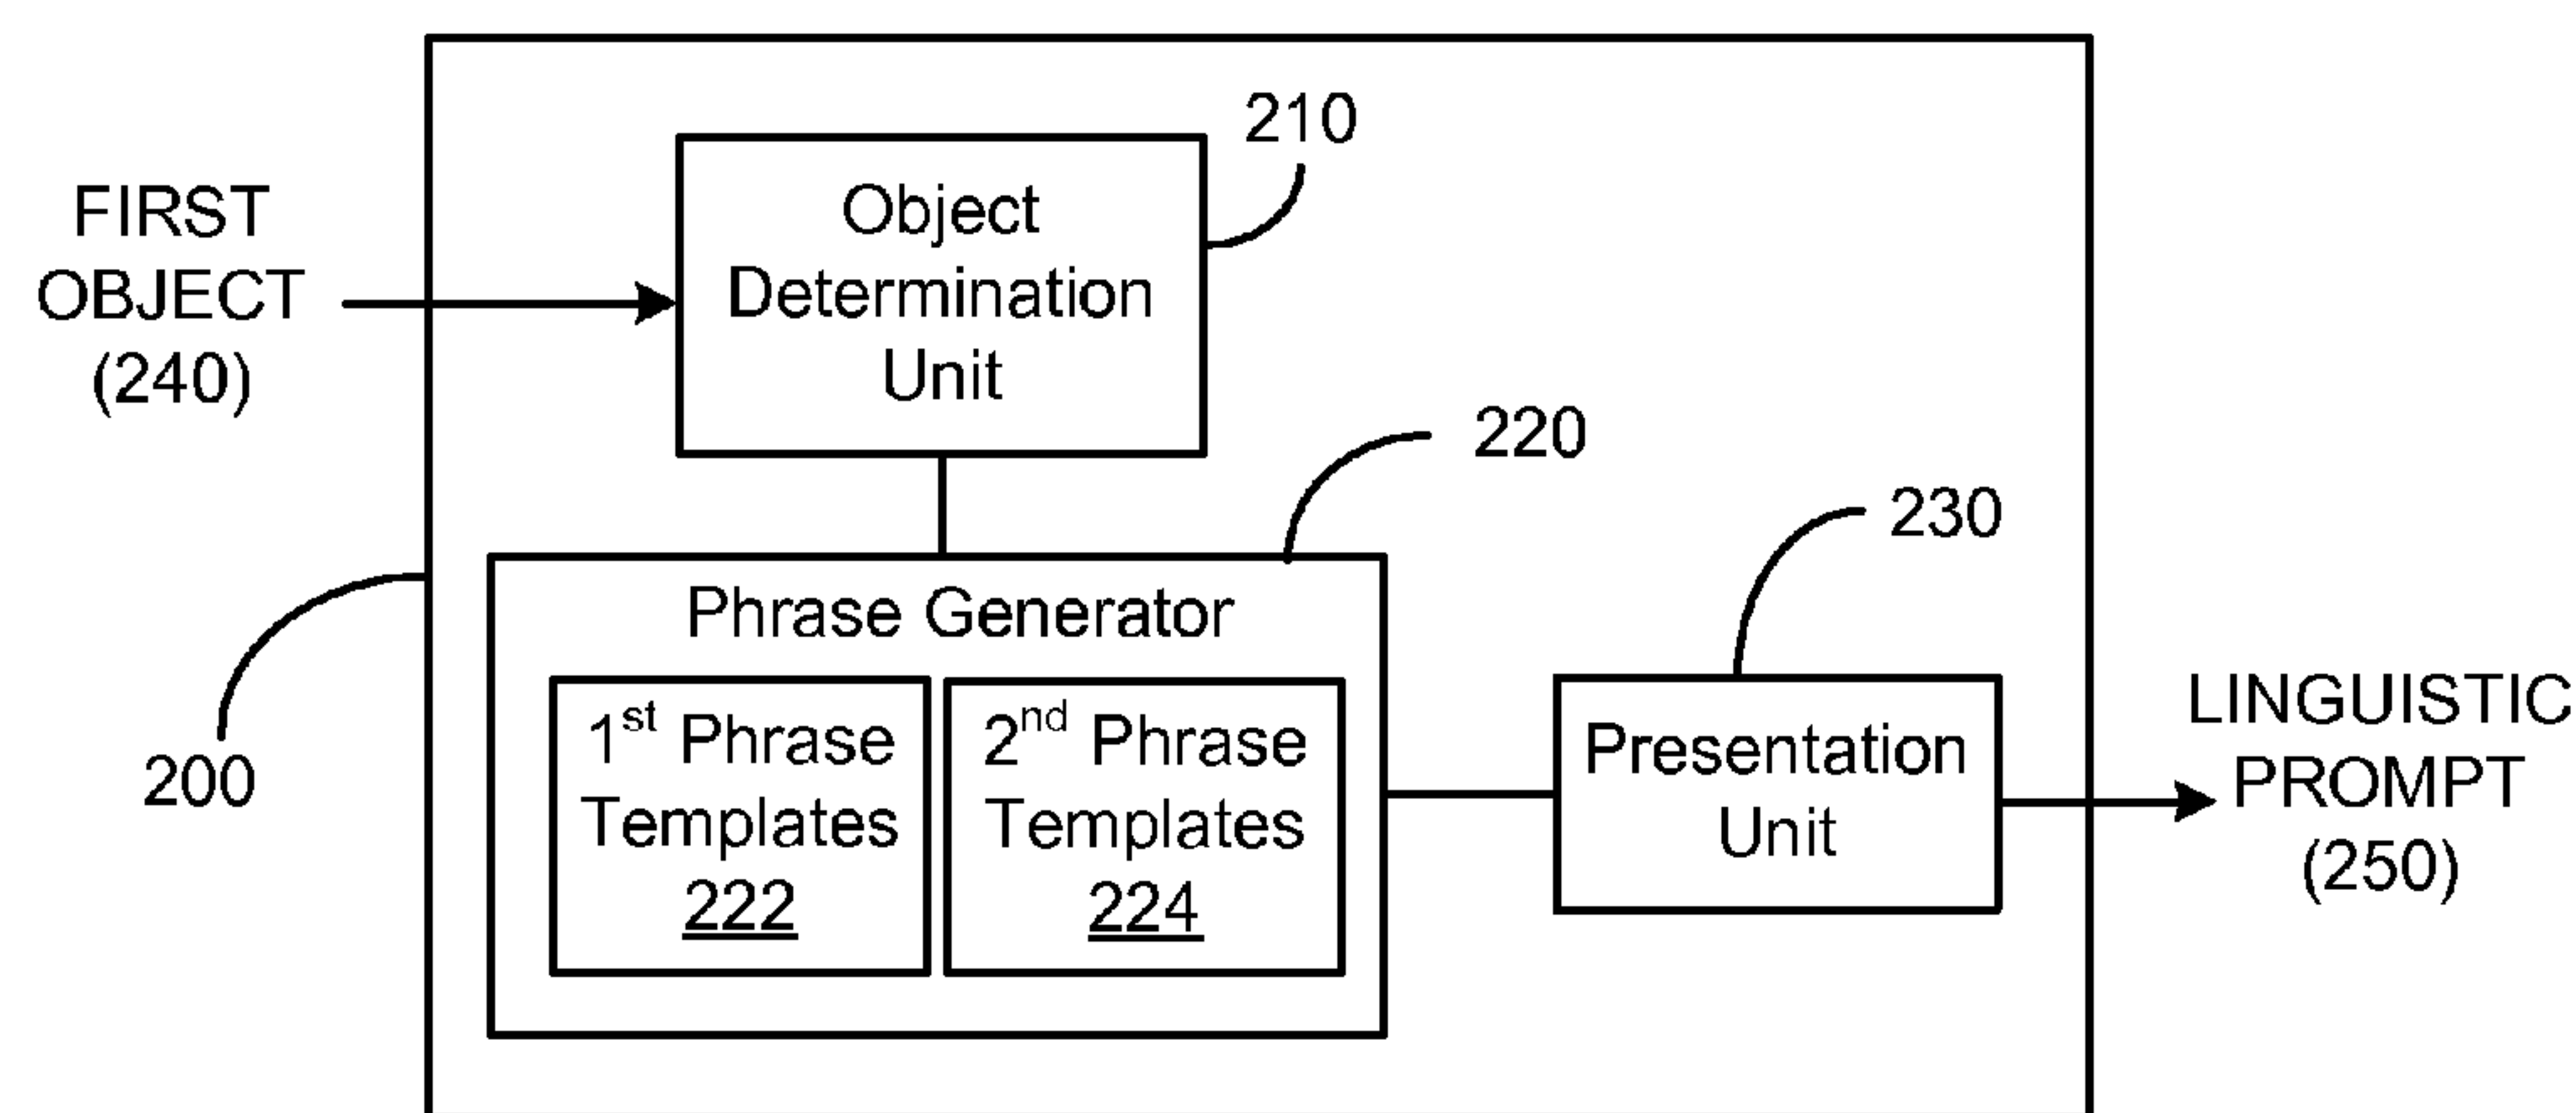 FIRST
OBJECT
(240)
200
Object
Determination
Unit
210
Phrase Generator
220
1st Phrase
Templates
222
2nd Phrase
Templates
224
Presentation
Unit
230
LINGUISTIC
PROMPT
(250)